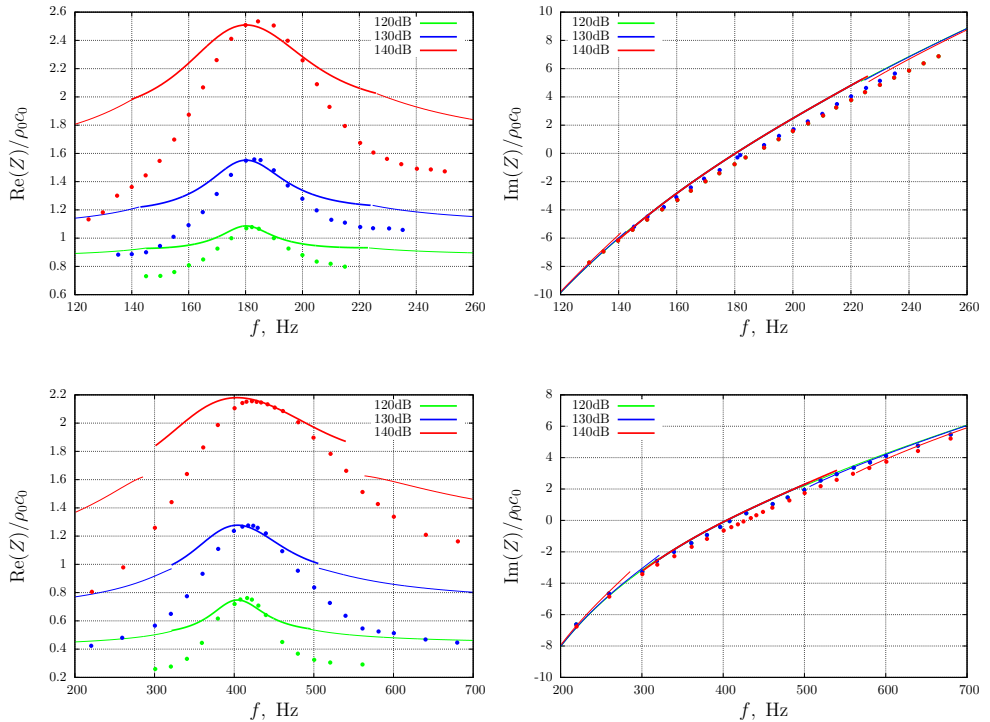 2.6
2.4
2.2
2
1.8
1.6
1.4
1.2
1
0.8
0.6
120 140 160 180 200 220 240 260
Re(Z)/ρ₀c₀
f, Hz
120dB
130dB
140dB
10
8
6
4
2
0
-2
-4
-6
-8
-10
120 140 160 180 200 220 240 260
Im(Z)/ρ₀c₀
f, Hz
120dB
130dB
140dB
2.2
2
1.8
1.6
1.4
1.2
1
0.8
0.6
0.4
0.2
200 300 400 500 600 700
Re(Z)/ρ₀c₀
f, Hz
120dB
130dB
140dB
8
6
4
2
0
-2
-4
-6
-8
-10
200 300 400 500 600 700
Im(Z)/ρ₀c₀
f, Hz
120dB
130dB
140dB